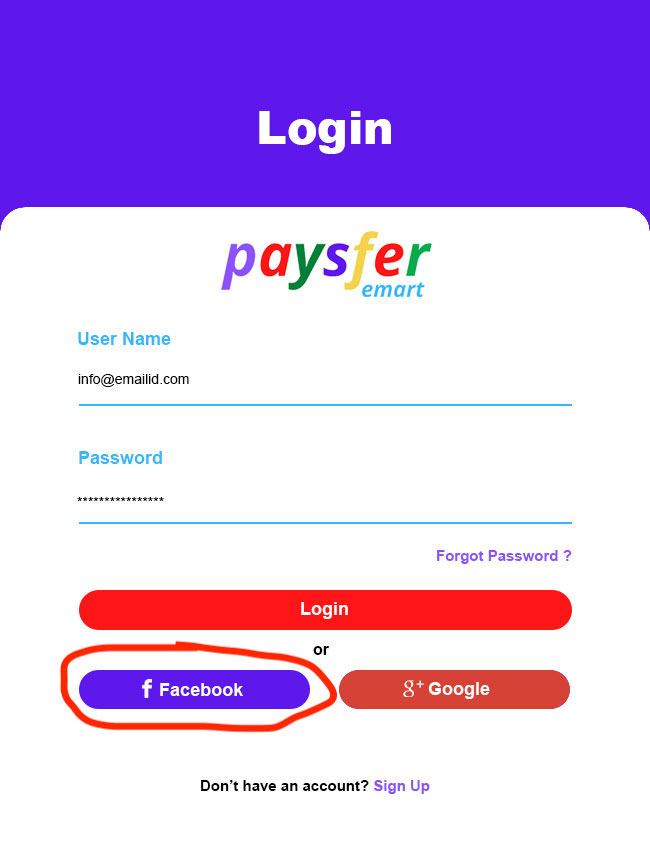 Login
paysfer
emart
User Name
info@emailid.com
Password
****************
Forgot Password ?
Login
or
f Facebook
g+ Google
Don’t have an account? Sign Up